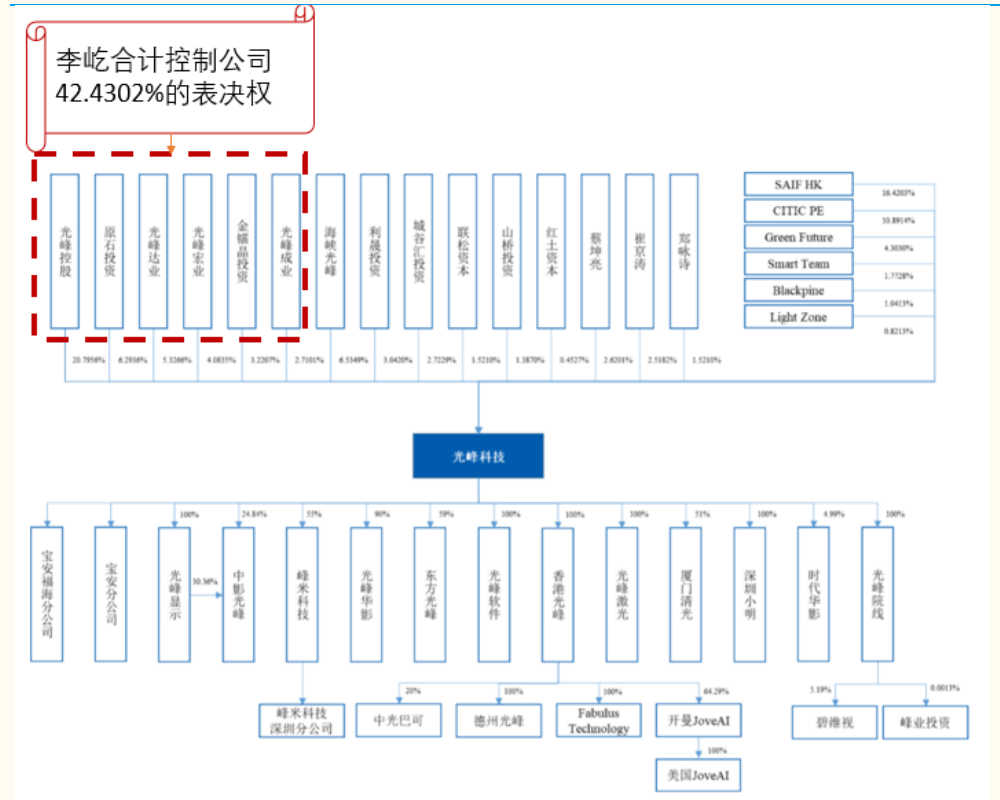 李屹合计控制公司
42.4302%的表决权
光峰控股
原石投资
光峰达业
光峰宏业
金镭晶投资
光峰成业
海峡光峰
利晟投资
城谷汇投资
联松资本
山桥投资
红土资本
蔡坤亮
崔京涛
郑咏诗
SAIF HK
CITIC PE
Green Future
Smart Team
Blackpine
Light Zone
16.4203%
10.8914%
4.3030%
1.7728%
1.0413%
0.8213%
20.7956%
6.2936%
5.3266%
4.0835%
3.2207%
2.7101%
6.5349%
3.0420%
2.7229%
1.5210%
1.3870%
0.4527%
2.6201%
2.5182%
1.5210%
光峰科技
100%
24.84%
55%
90%
59%
100%
100%
100%
51%
100%
4.99%
100%
宝安福海分公司
宝安分公司
光峰显示
30.36%
中影光峰
峰米科技
光峰华影
东方光峰
光峰软件
香港光峰
光峰激光
厦门清光
深圳小明
时代华影
光峰院线
20%
100%
100%
64.29%
5.19%
0.0013%
峰米科技
深圳分公司
中光巴可
德州光峰
Fabulus
Technology
开曼JoveAI
碧维视
峰业投资
100%
美国JoveAI